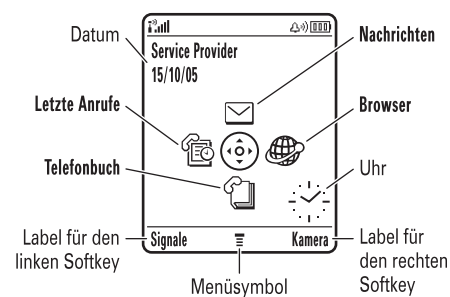 Datum
Service Provider
15/10/05
Nachrichten
Letzte Anrufe
Browser
Telefonbuch
Uhr
Label für den
linken Softkey
Signale
Kamera
Label für
den rechten
Softkey
Menüsymbol